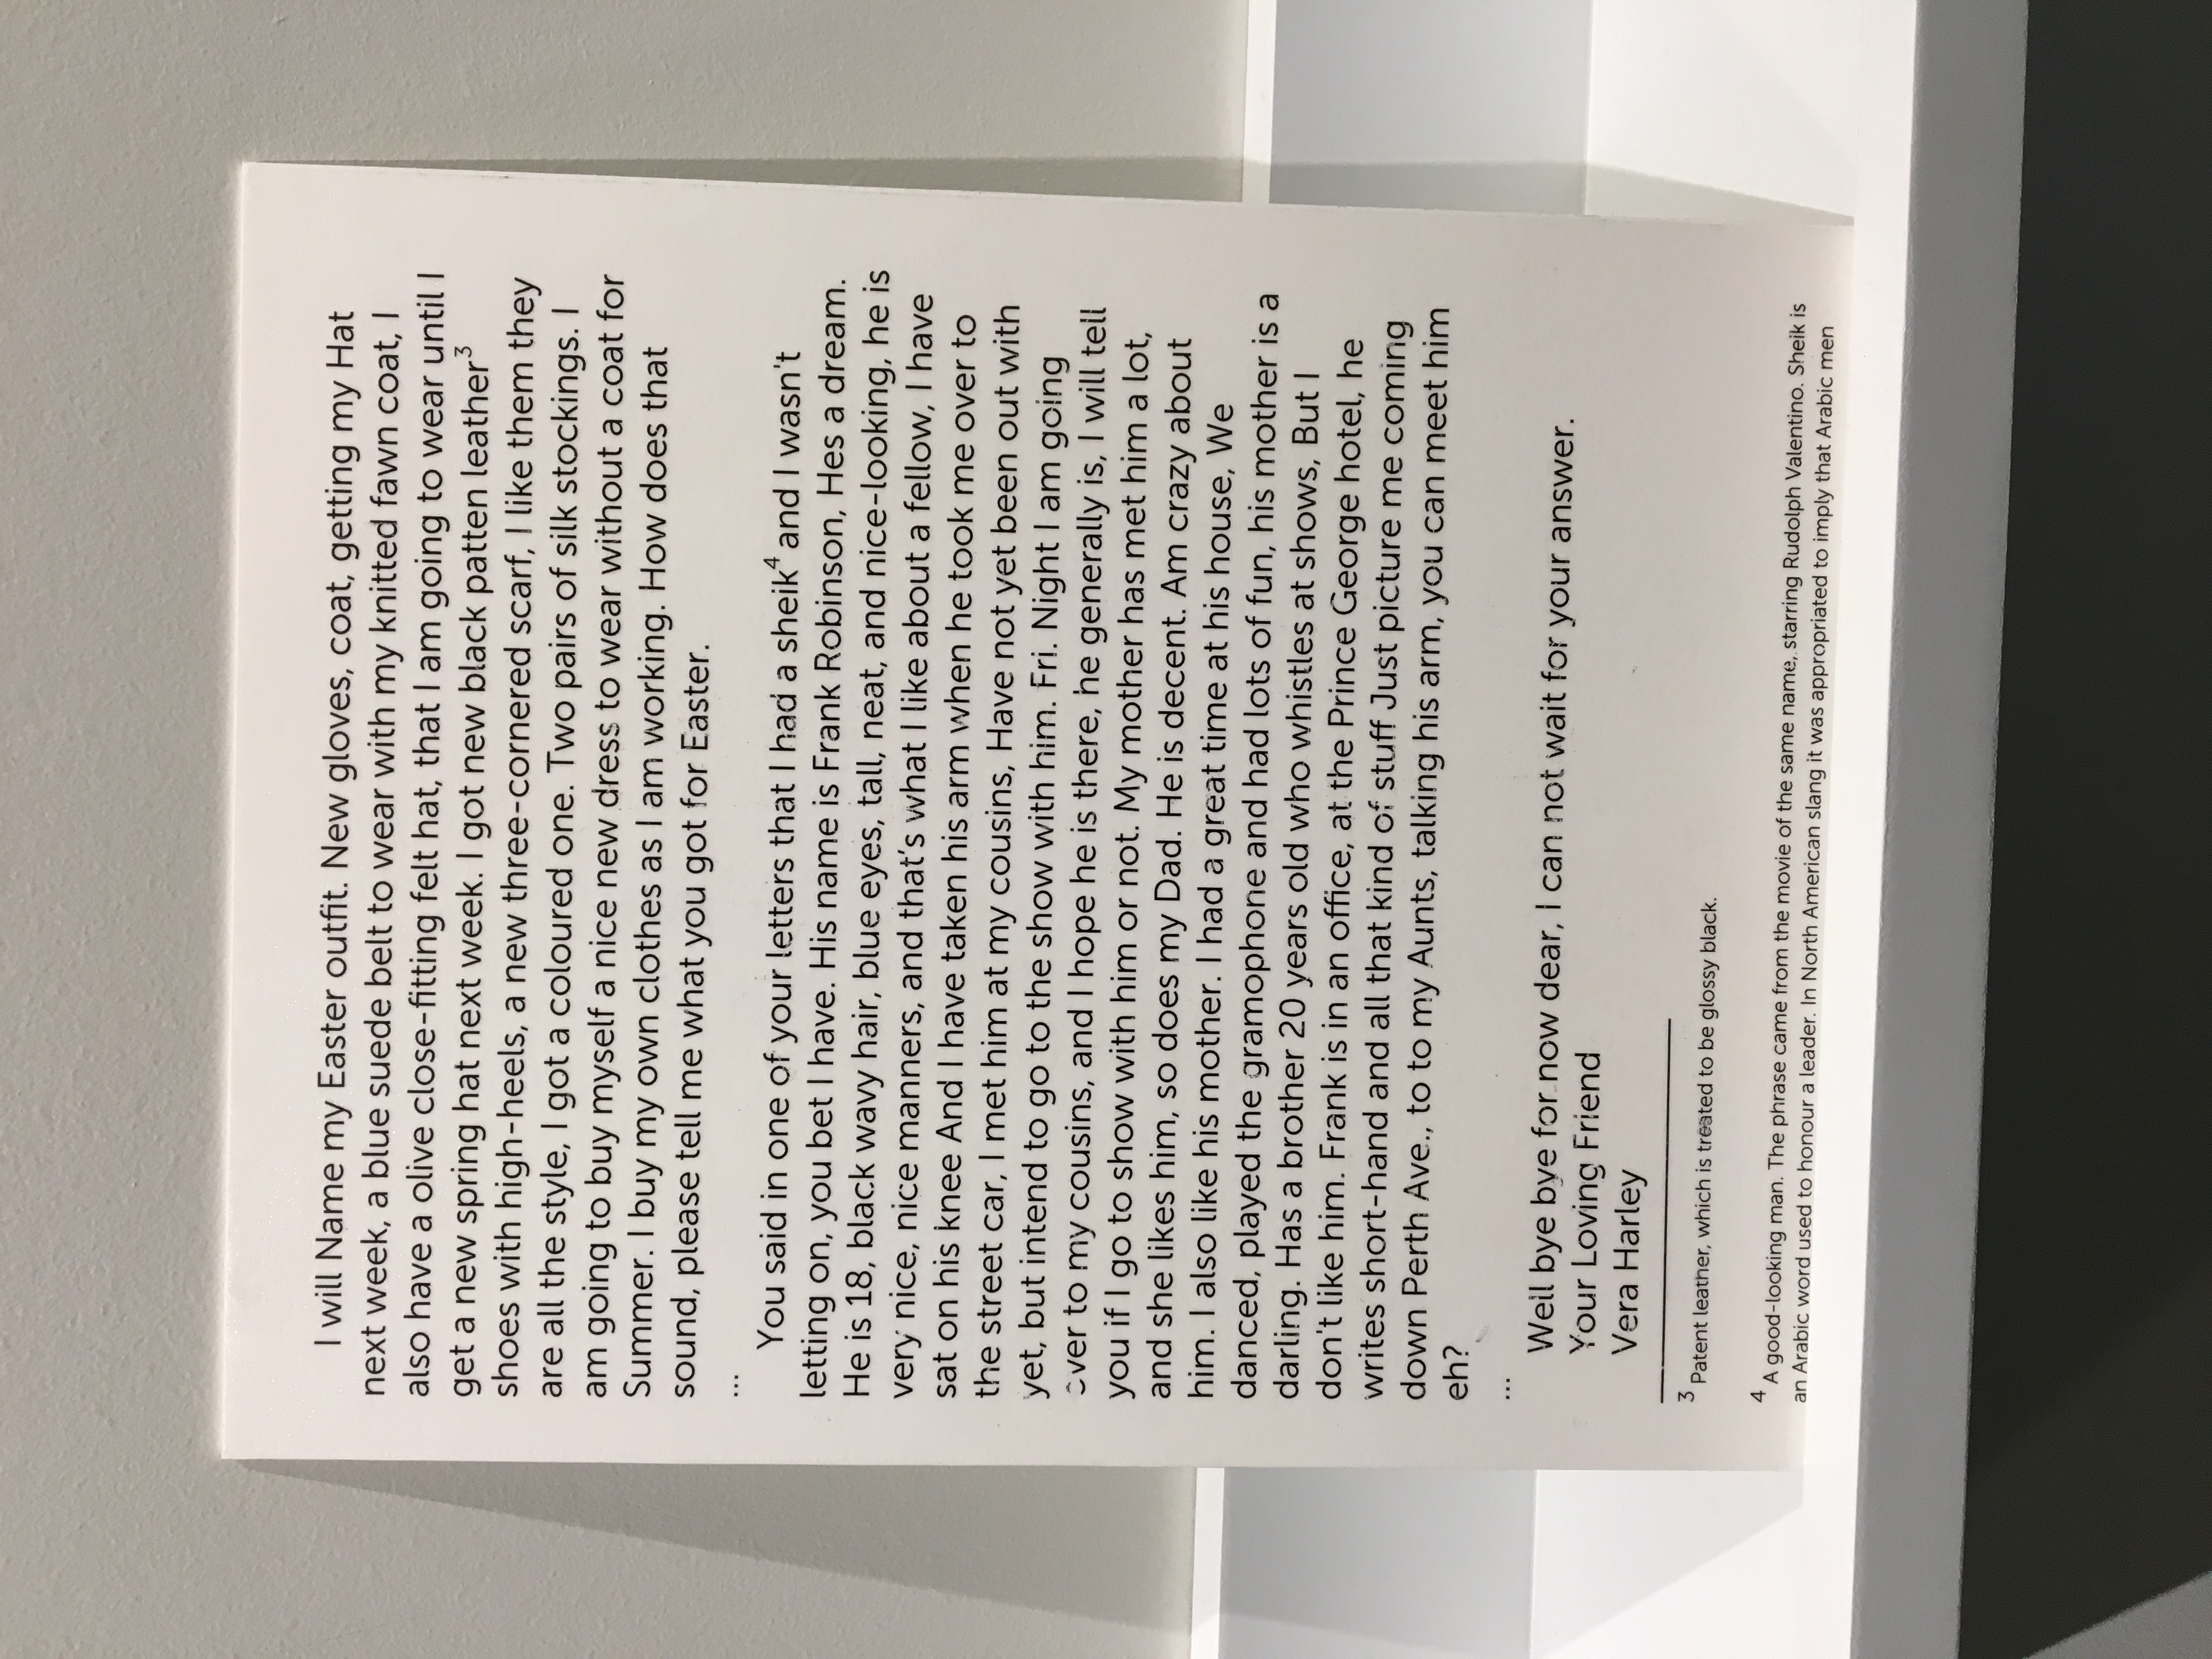 I will Name my Easter outfit. New gloves, coat, getting my Hat
next week, a blue suede belt to wear with my knitted fawn coat, I
also have a olive close-fitting felt hat, that I am going to wear until I
get a new spring hat next week. I got new black patten leather³
shoes with high-heels, a new three-cornered scarf, I like them they
are all the style, I got a coloured one. Two pairs of silk stockings. I
am going to buy myself a nice new dress to wear without a coat for
Summer. I buy my own clothes as I am working. How does that
sound, please tell me what you got for Easter.
...
You said in one of your letters that I had a sheik⁴ and I wasn't
letting on, you bet I have. His name is Frank Robinson, Hes a dream.
He is 18, black wavy hair, blue eyes, tall, neat, and nice-looking, he is
very nice, nice manners, and that's what I like about a fellow, I have
sat on his knee And I have taken his arm when he took me over to
the street car, I met him at my cousins, Have not yet been out with
yet, but intend to go to the show with him. Fri. Night I am going
over to my cousins, and I hope he is there, he generally is, I will tell
you if I go to show with him or not. My mother has met him a lot,
and she likes him, so does my Dad. He is decent. Am crazy about
him. I also like his mother. I had a great time at his house, We
danced, played the gramophone and had lots of fun, his mother is a
darling. Has a brother 20 years old who whistles at shows, But I
don't like him. Frank is in an office, at the Prince George hotel, he
writes short-hand and all that kind of stuff Just picture me coming
down Perth Ave., to to my Aunts, talking his arm, you can meet him
eh?
...
Well bye bye for now dear, I can not wait for your answer.
Your Loving Friend
Vera Harley
³ Patent leather, which is treated to be glossy black.
⁴ A good-looking man. The phrase came from the movie of the same name, starring Rudolph Valentino. Sheik is
an Arabic word used to honour a leader. In North American slang it was appropriated to imply that Arabic men